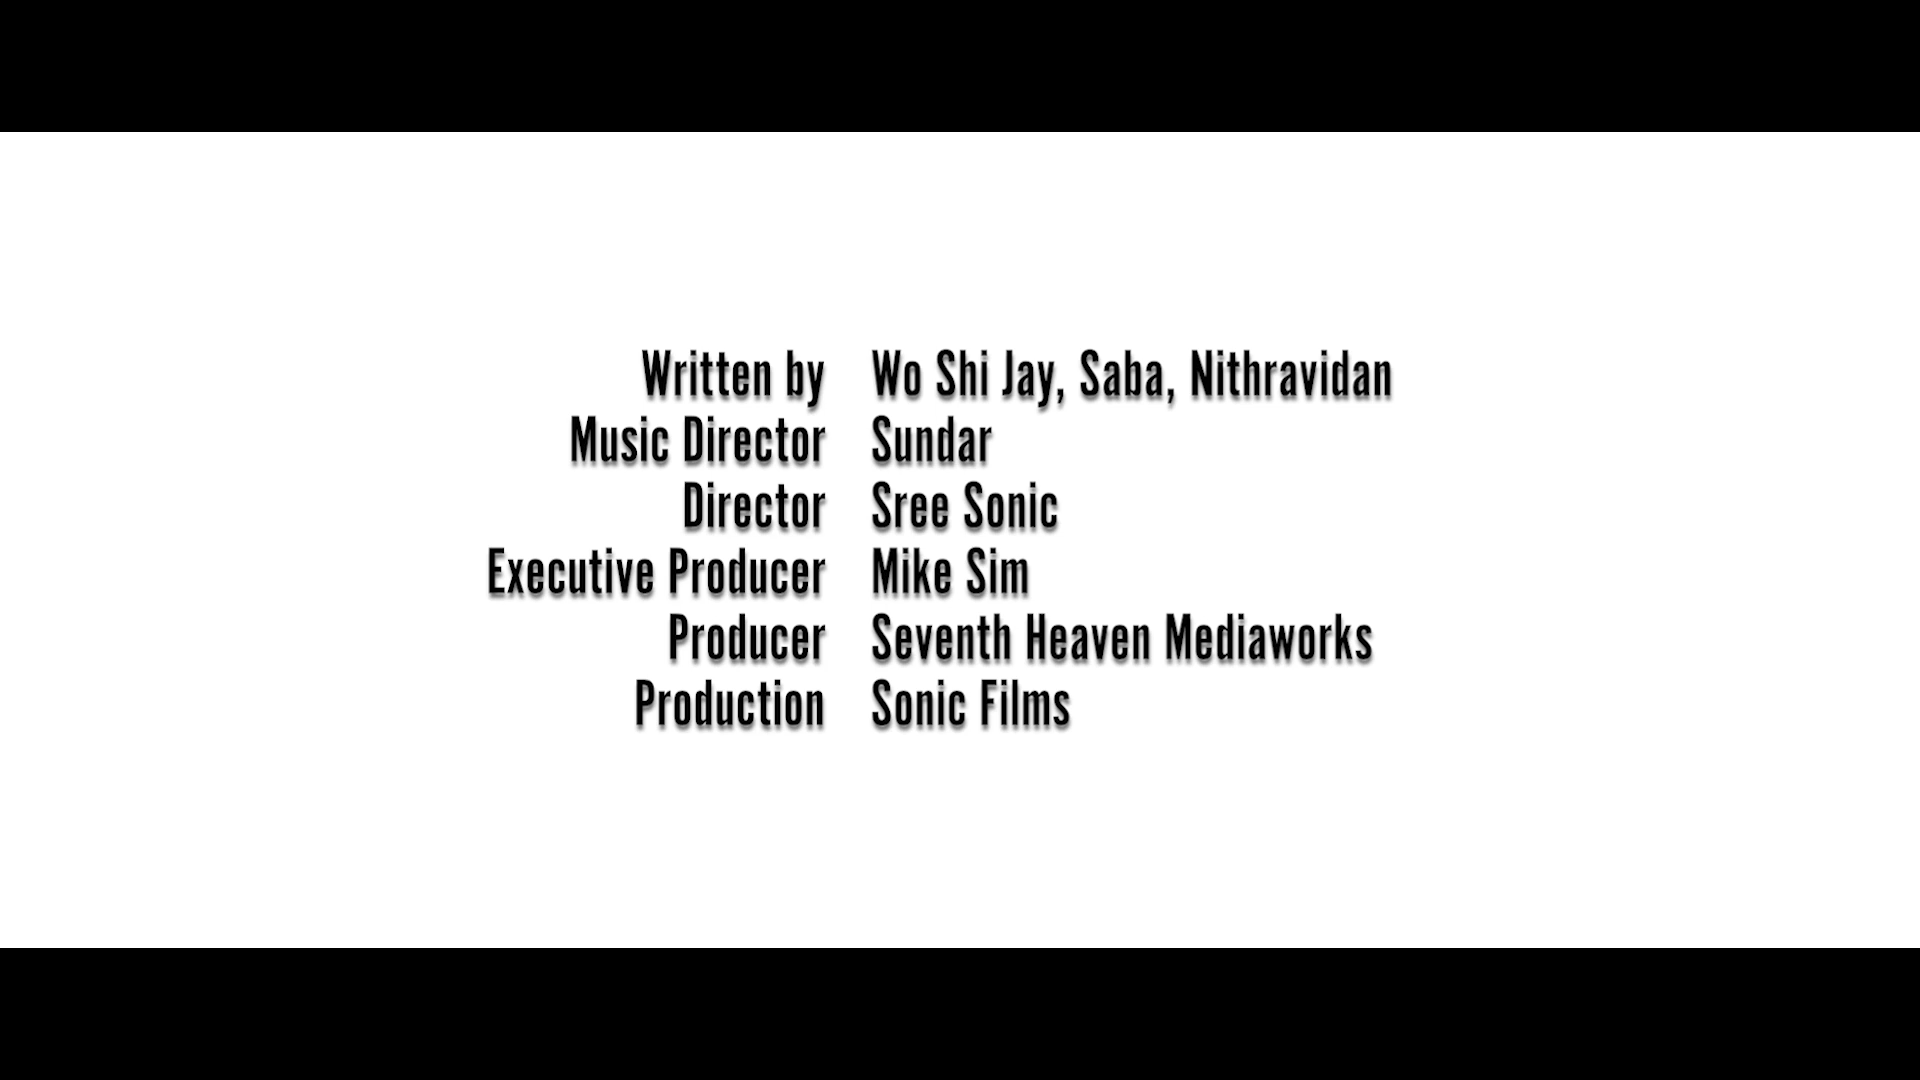 Written by Wo Shi Jay, Saba, Nithravidan
Music Director Sundar
Director Sree Sonic
Executive Producer Mike Sim
Producer Seventh Heaven Mediaworks
Production Sonic Films